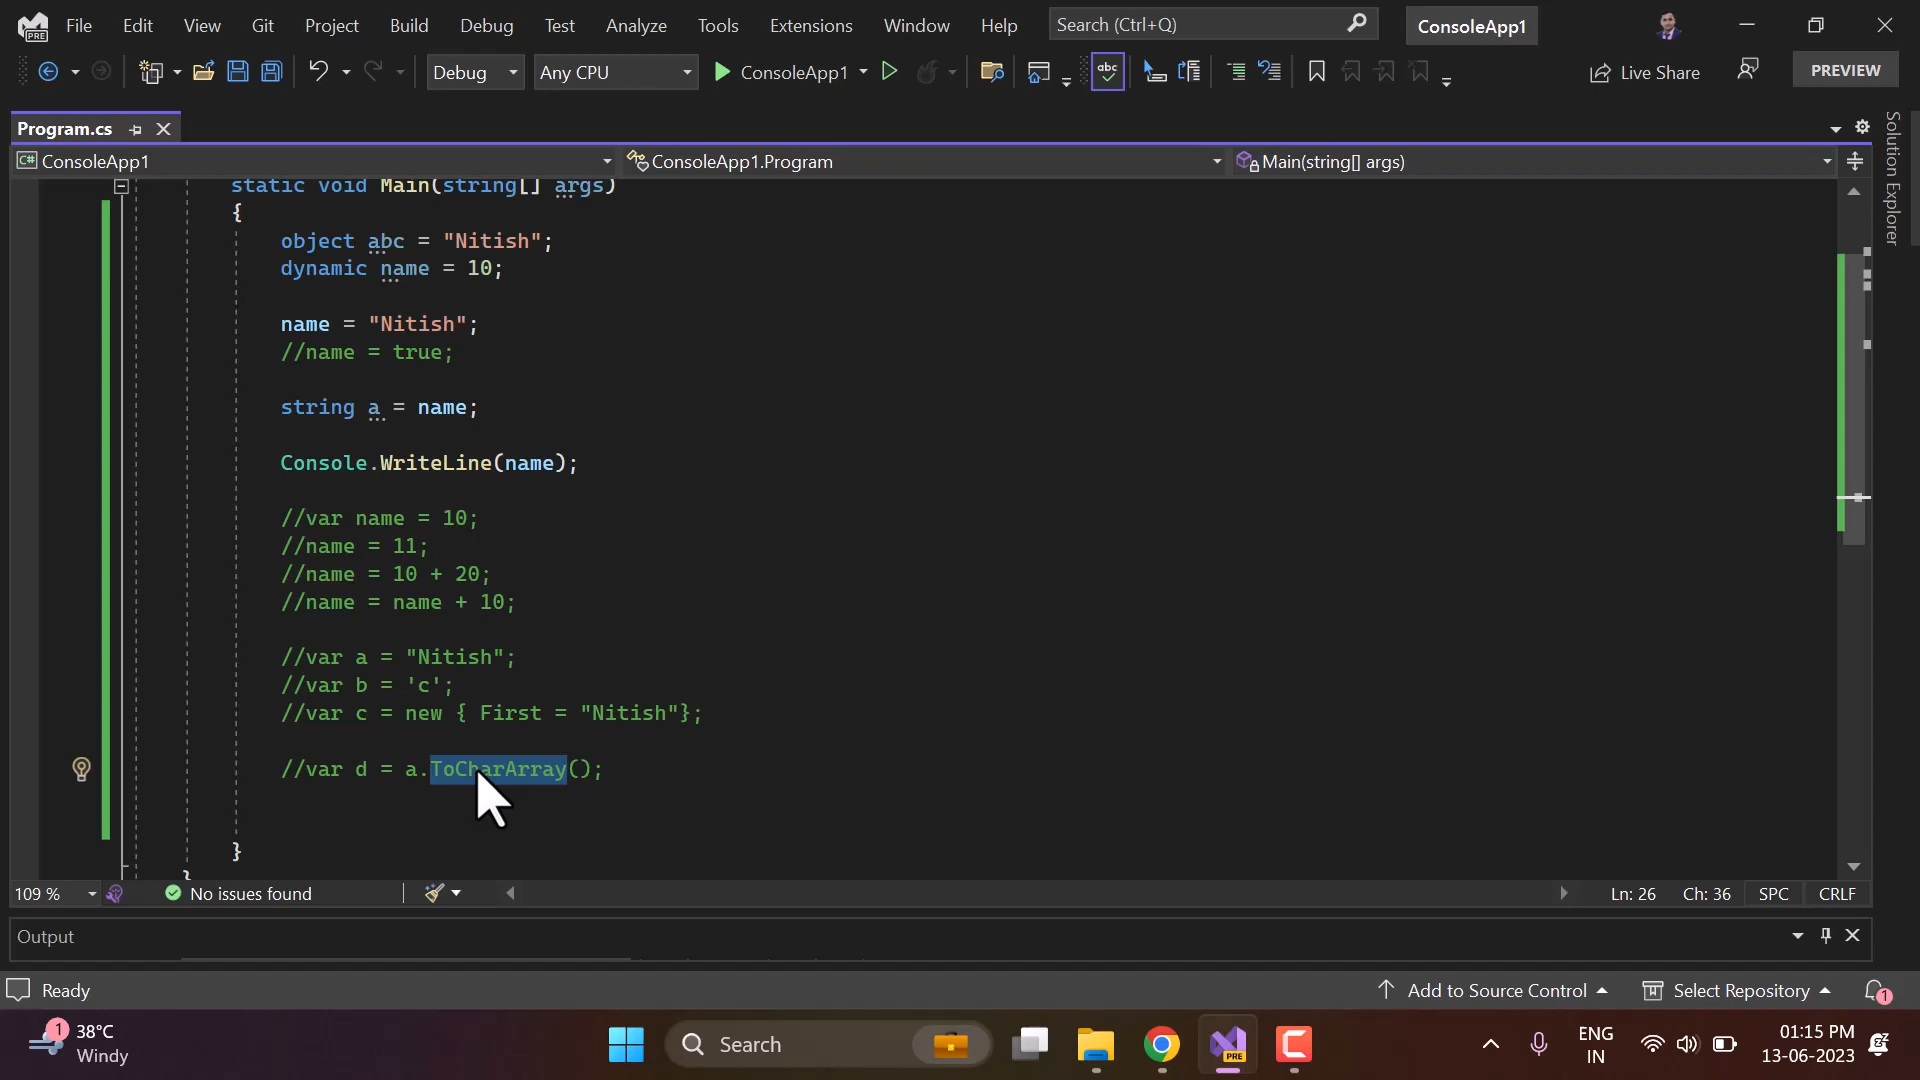 File Edit View Git Project Build Debug Test Analyze Tools Extensions Window Help Search (Ctrl+Q) ConsoleApp1
PRE
Debug Any CPU ConsoleApp1 abc Live Share PREVIEW
Program.cs
C# ConsoleApp1 ConsoleApp1.Program Main(string[] args)
Solution Explorer
static void Main(string[] args)
{
object abc = "Nitish";
dynamic name = 10;
name = "Nitish";
//name = true;
string a = name;
Console.WriteLine(name);
//var name = 10;
//name = 11;
//name = 10 + 20;
//name = name + 10;
//var a = "Nitish";
//var b = 'c';
//var c = new { First = "Nitish"};
//var d = a.ToCharArray();
}
}
109 % No issues found Ln: 26 Ch: 36 SPC CRLF
Output
Ready Add to Source Control Select Repository 1
1 38°C
Windy
Search
PRE
ENG
IN
01:15 PM
13-06-2023